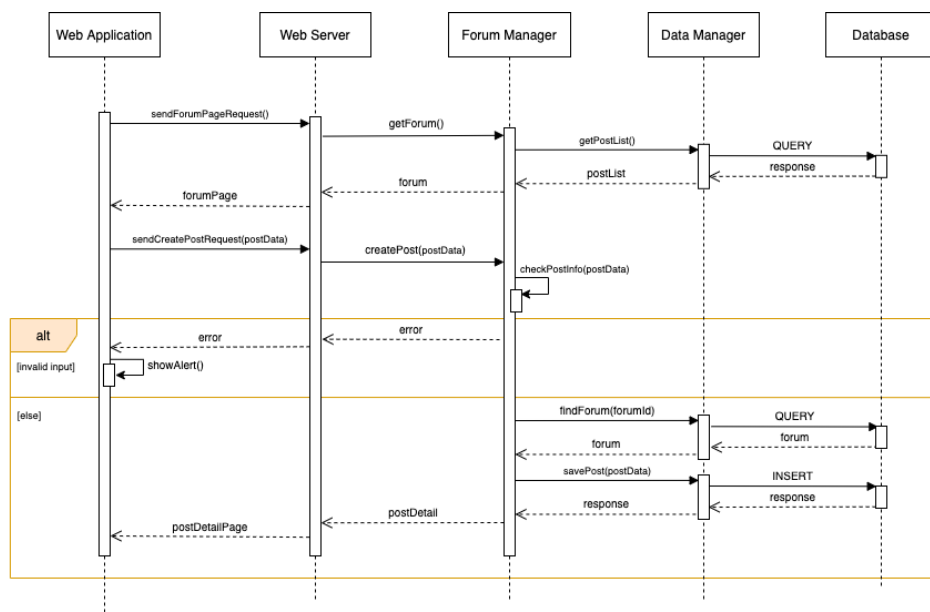 Web Application
Web Server
Forum Manager
Data Manager
Database
sendForumPageRequest()
getForum()
getPostList()
QUERY
response
postList
forum
forumPage
sendCreatePostRequest(postData)
createPost(postData)
checkPostInfo(postData)
alt
error
error
[invalid input]
showAlert()
[else]
findForum(forumId)
QUERY
forum
forum
savePost(postData)
INSERT
response
response
postDetail
postDetailPage